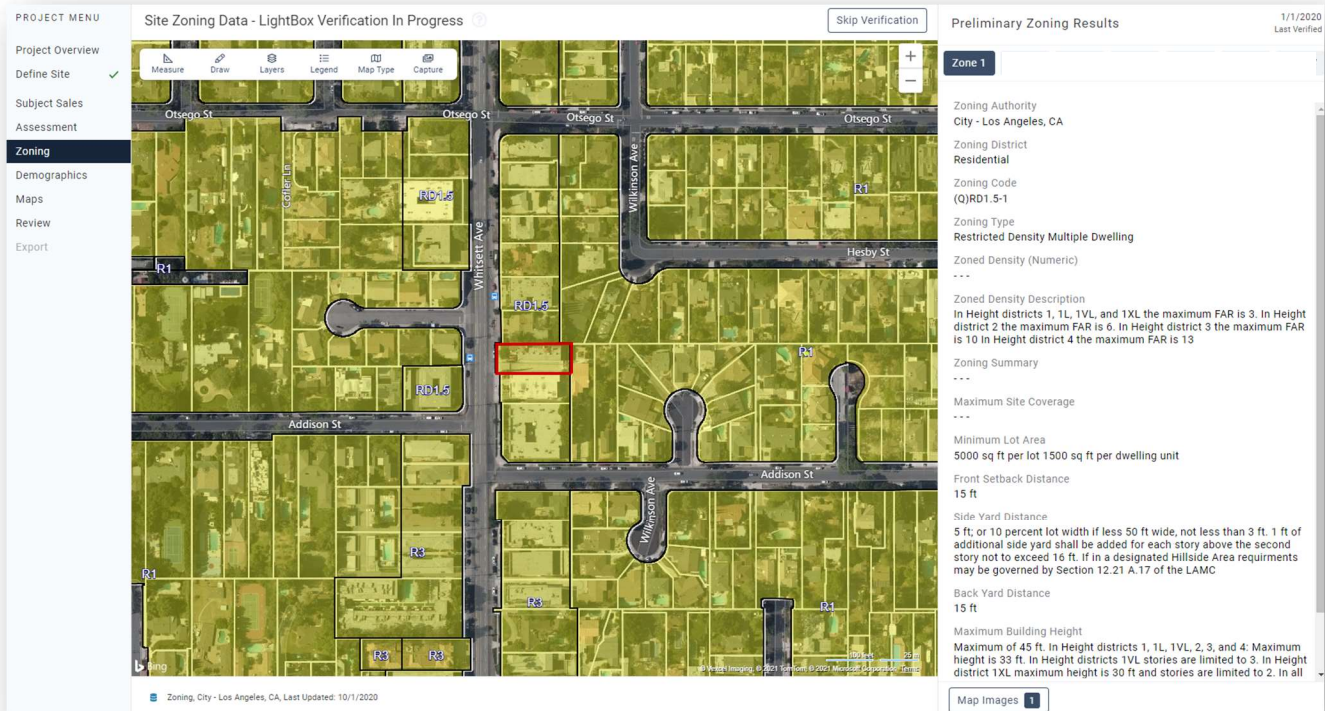 PROJECT MENU
Project Overview
Define Site
Subject Sales
Assessment
Zoning
Demographics
Maps
Review
Export
Site Zoning Data - LightBox Verification In Progress
?
Skip Verification
Measure
Draw
Layers
Legend
Map Type
Capture
+
−
Otsego St
Otsego St
Otsego St
Otsego St
Colfer Ln
RD1.5
Wilkinson Ave
R1
Whitsett Ave
Hesby St
R1
RD1.5
R1
RD1.5
Addison St
Addison St
Wilkinson Ave
R3
R1
R3
R1
R3
R3
Bing
100 feet
25 m
© Vexcel Imaging, © 2021 TomTom, © 2021 Microsoft Corporation Terms
Zoning, City - Los Angeles, CA, Last Updated: 10/1/2020
Preliminary Zoning Results
1/1/2020
Last Verified
Zone 1
Zoning Authority
City - Los Angeles, CA
Zoning District
Residential
Zoning Code
(Q)RD1.5-1
Zoning Type
Restricted Density Multiple Dwelling
Zoned Density (Numeric)
- - -
Zoned Density Description
In Height districts 1, 1L, 1VL, and 1XL the maximum FAR is 3. In Height
district 2 the maximum FAR is 6. In Height district 3 the maximum FAR
is 10 In Height district 4 the maximum FAR is 13
Zoning Summary
- - -
Maximum Site Coverage
- - -
Minimum Lot Area
5000 sq ft per lot 1500 sq ft per dwelling unit
Front Setback Distance
15 ft
Side Yard Distance
5 ft; or 10 percent lot width if less 50 ft wide, not less than 3 ft. 1 ft of
additional side yard shall be added for each story above the second
story not to exceed 16 ft. If in a designated Hillside Area requirments
may be governed by Section 12.21 A.17 of the LAMC
Back Yard Distance
15 ft
Maximum Building Height
Maximum of 45 ft. In Height districts 1, 1L, 1VL, 2, 3, and 4: Maximum
hieght is 33 ft. In Height districts 1VL stories are limited to 3. In Height
district 1XL maximum height is 30 ft and stories are limited to 2. In all
Map Images 1